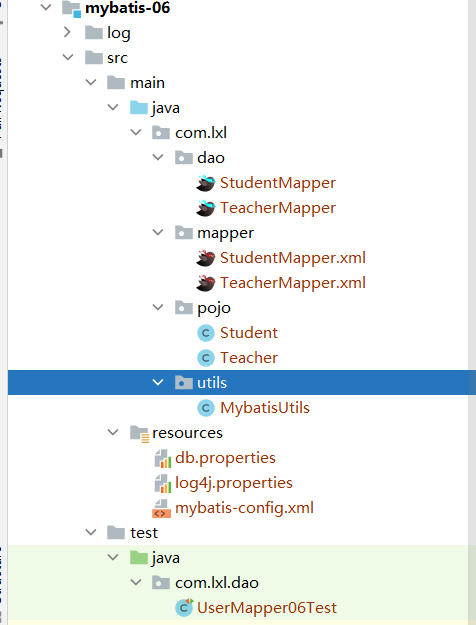 mybatis-06
log
src
main
java
com.lxl
dao
StudentMapper
TeacherMapper
mapper
StudentMapper.xml
TeacherMapper.xml
pojo
Student
Teacher
utils
MybatisUtils
resources
db.properties
log4j.properties
mybatis-config.xml
test
java
com.lxl.dao
UserMapper06Test